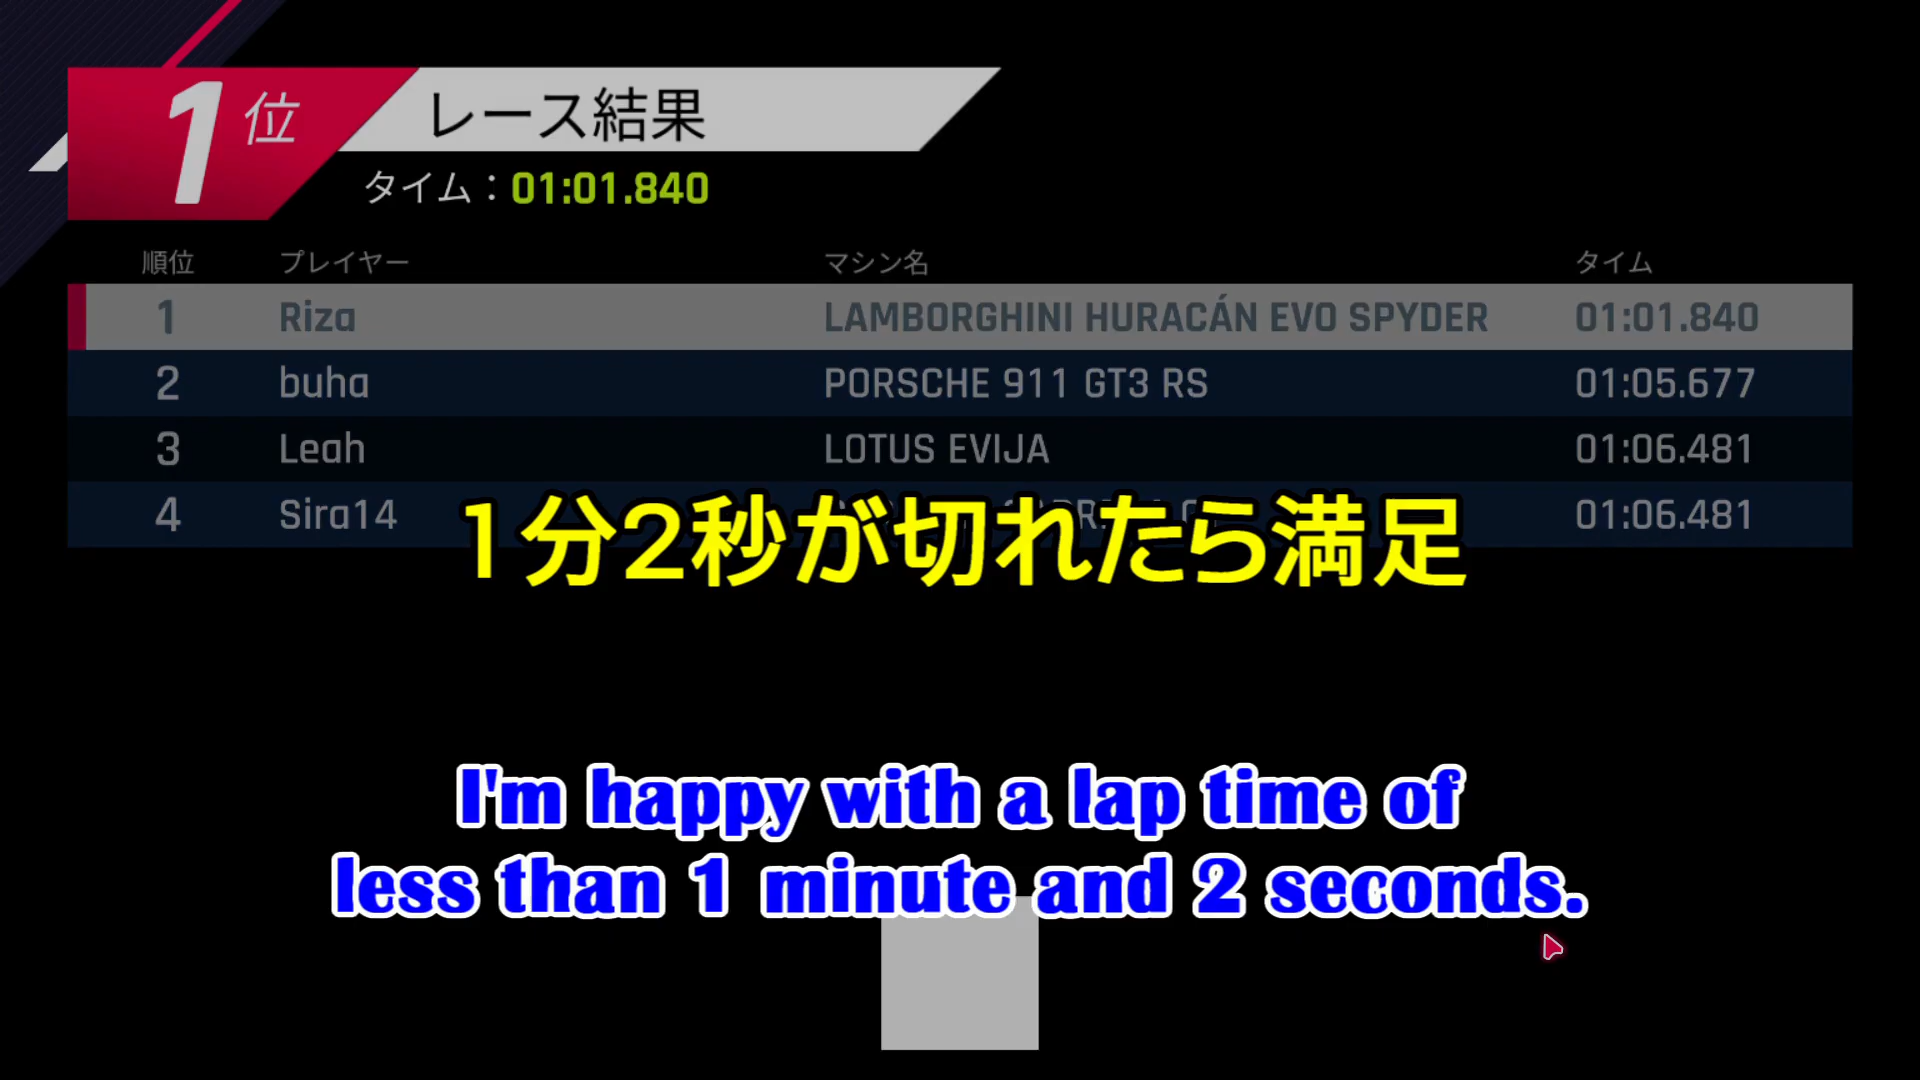 1位
レース結果
タイム：01:01.840
順位 プレイヤー マシン名 タイム
1 Riza LAMBORGHINI HURACÁN EVO SPYDER 01:01.840
2 buha PORSCHE 911 GT3 RS 01:05.677
3 Leah LOTUS EVIJA 01:06.481
4 Sira14 01:06.481
1分2秒が切れたら満足
I'm happy with a lap time of
less than 1 minute and 2 seconds.